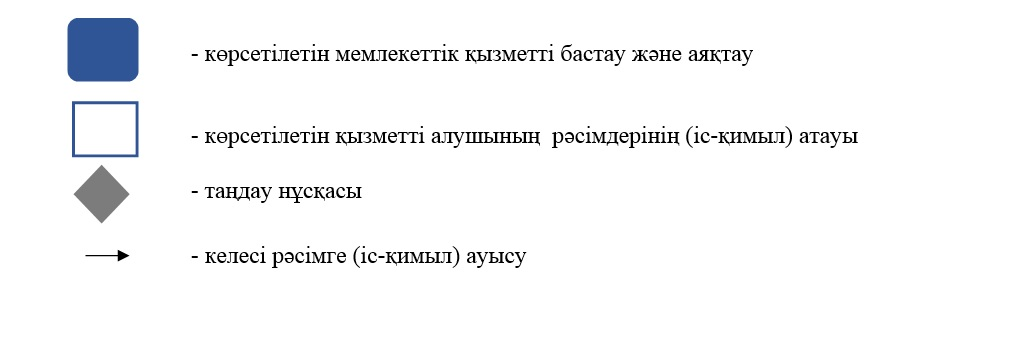 - көрсетілетін мемлекеттік қызметті бастау және аяқтау
- көрсетілетін қызметті алушының рәсімдерінің (іс-қимыл) атауы
- таңдау нұсқасы
- келесі рәсімге (іс-қимыл) ауысу